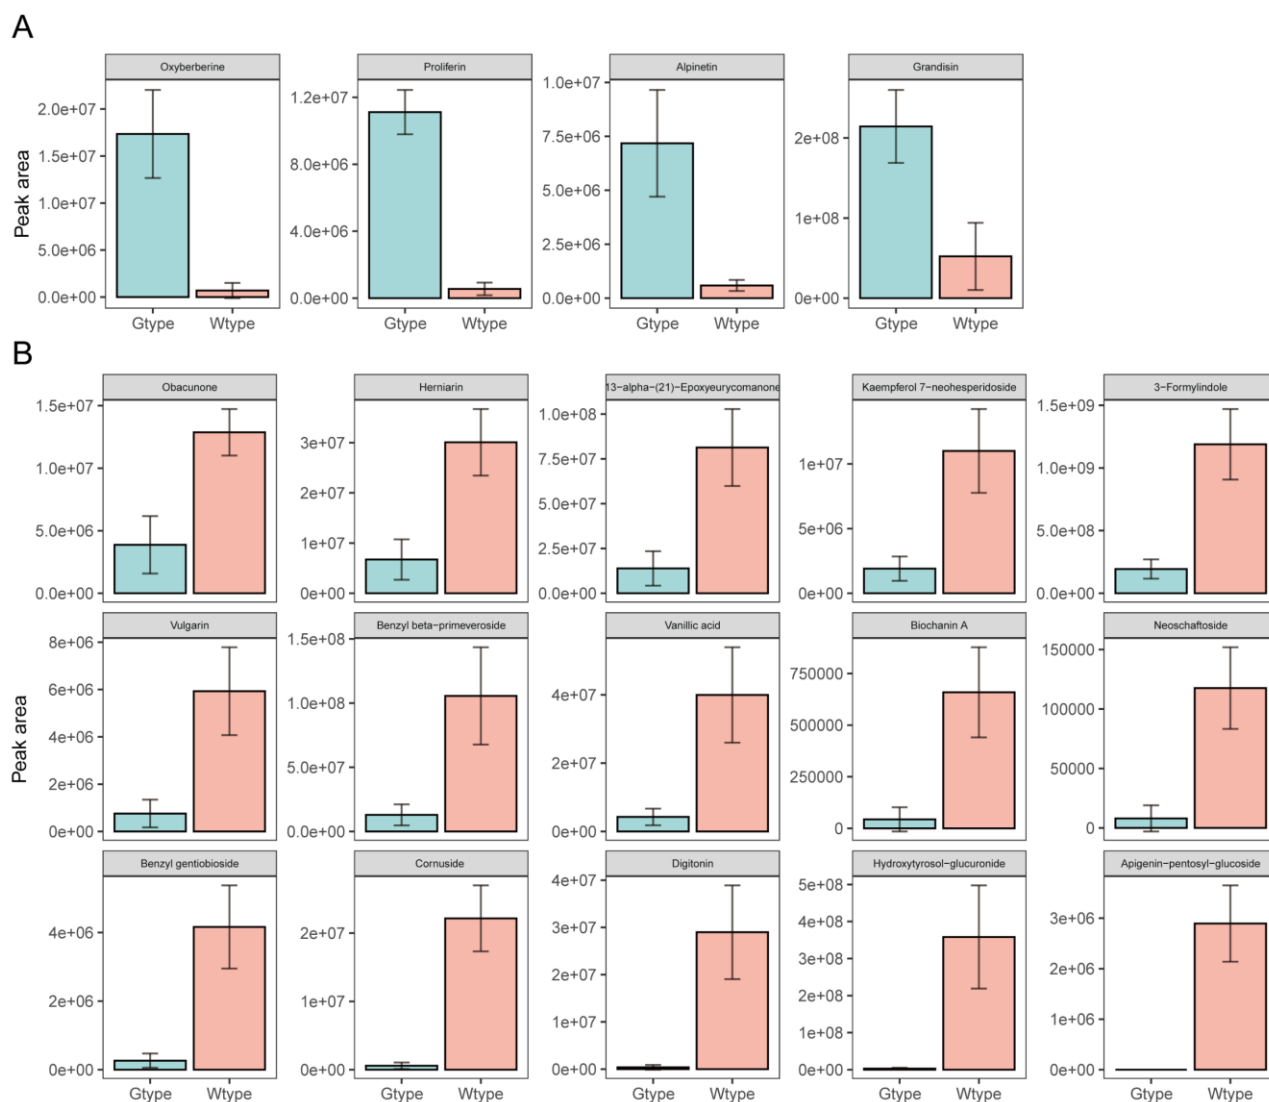 A
Oxyberberine Proliferin Alpinetin Grandisin
Peak area
2.0e+07
1.5e+07
1.0e+07
5.0e+06
0.0e+00
1.2e+07
8.0e+06
4.0e+06
0.0e+00
1.0e+07
7.5e+06
5.0e+06
2.5e+06
0.0e+00
2e+08
1e+08
0e+00
Gtype Wtype Gtype Wtype Gtype Wtype Gtype Wtype
B
Obacunone Herniarin 13-alpha-(21)-Epoxyeurycomanone Kaempferol 7-neohesperidoside 3-Formylindole
1.5e+07
1.0e+07
5.0e+06
0.0e+00
3e+07
2e+07
1e+07
0e+00
1.0e+08
7.5e+07
5.0e+07
2.5e+07
0.0e+00
1e+07
5e+06
0e+00
1.5e+09
1.0e+09
5.0e+08
0.0e+00
Peak area
Vulgarin Benzyl beta-primeveroside Vanillic acid Biochanin A Neoschaftoside
8e+06
6e+06
4e+06
2e+06
0e+00
1.5e+08
1.0e+08
5.0e+07
0.0e+00
4e+07
2e+07
0e+00
750000
500000
250000
0
150000
100000
50000
0
Benzyl gentiobioside Cornuside Digitonin Hydroxytyrosol-glucuronide Apigenin-pentosyl-glucoside
4e+06
2e+06
0e+00
2e+07
1e+07
0e+00
4e+07
3e+07
2e+07
1e+07
0e+00
5e+08
4e+08
3e+08
2e+08
1e+08
0e+00
3e+06
2e+06
1e+06
0e+00
Gtype Wtype Gtype Wtype Gtype Wtype Gtype Wtype Gtype Wtype